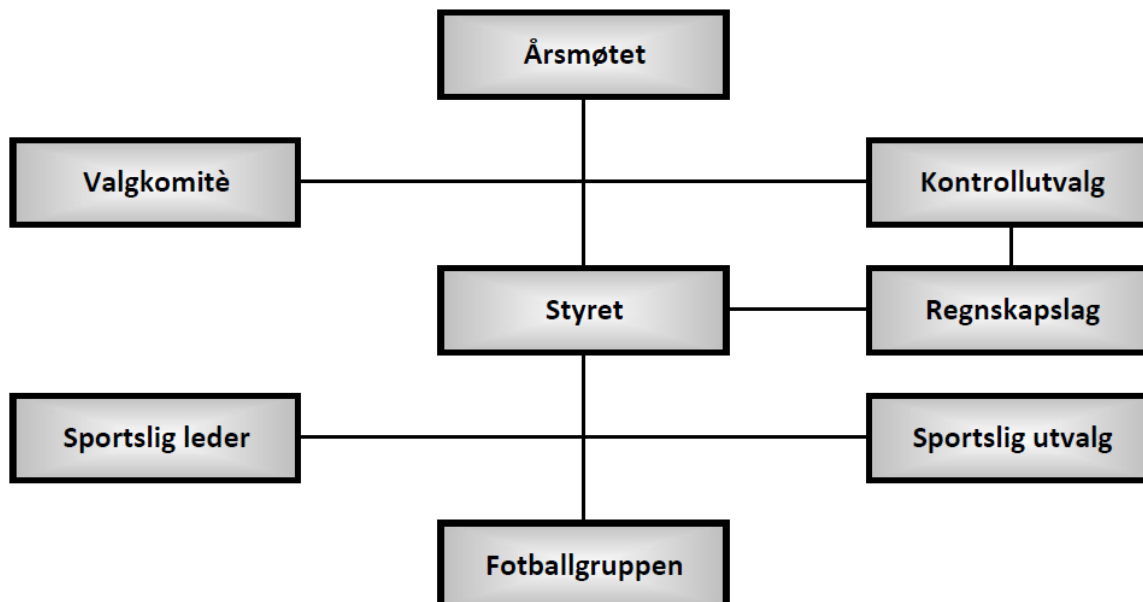 Årsmøtet
Valgkomitè
Kontrollutvalg
Styret
Regnskapslag
Sportslig leder
Sportslig utvalg
Fotballgruppen